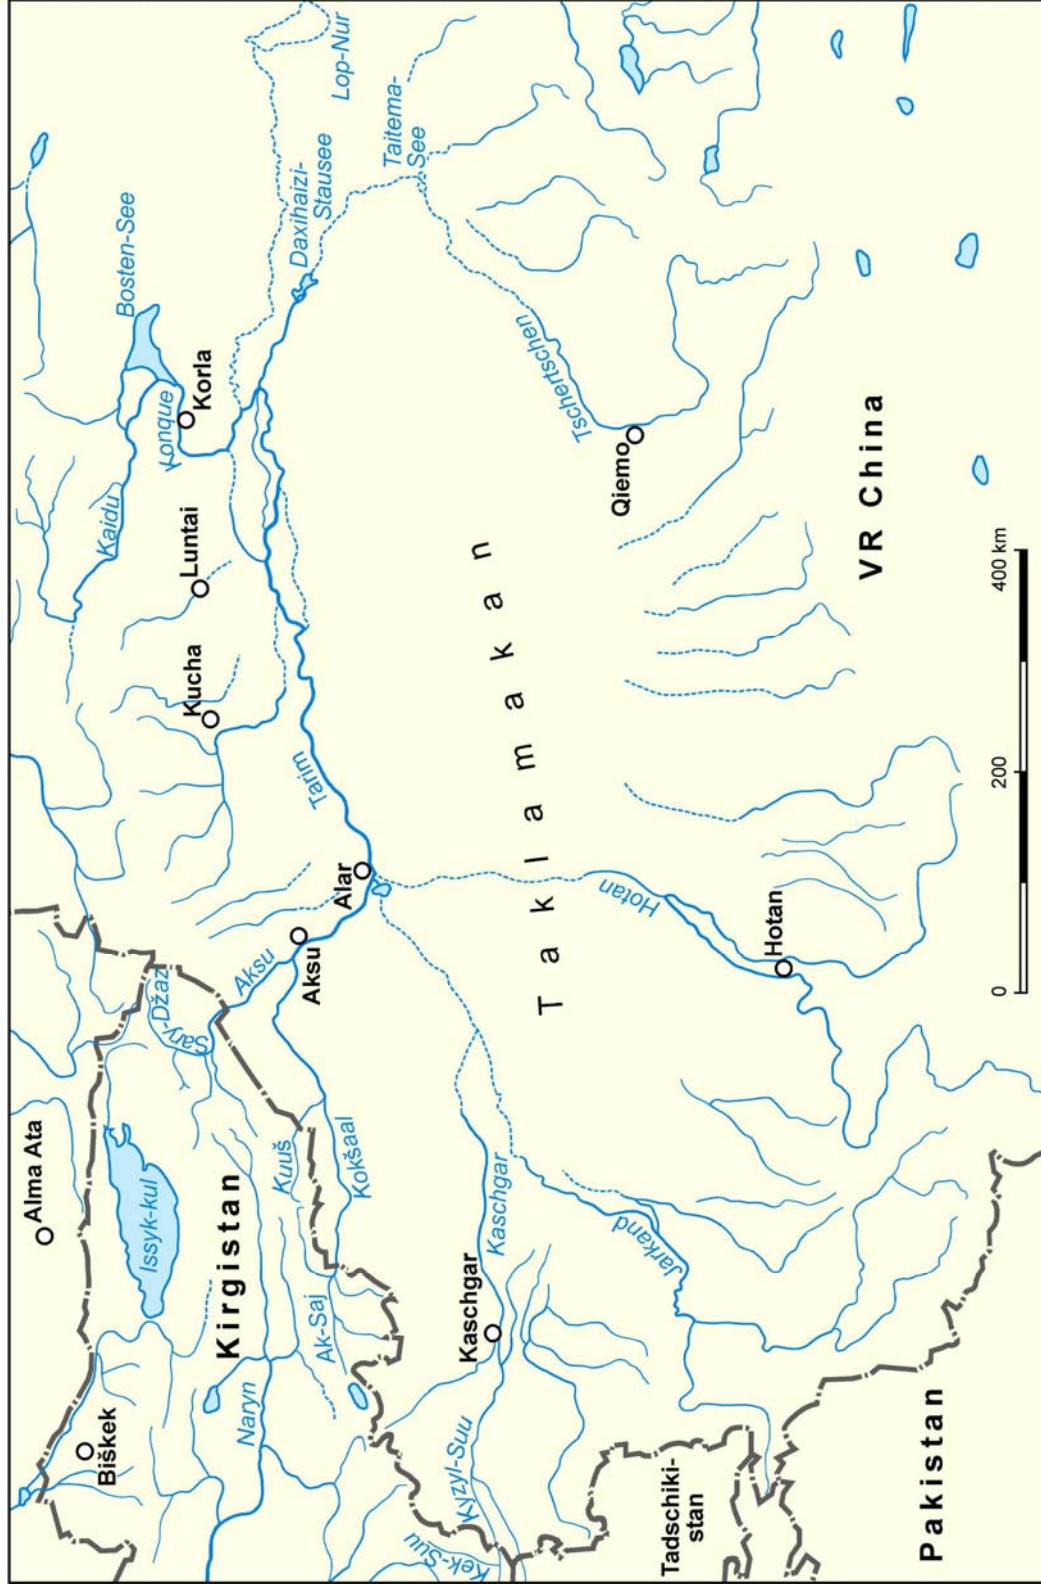 Alma Ata
Biškek
Issyk-kul
Kirgistan
Naryn
Ak-Saj
Kuuš
Kokšaal
Sary-Džaz
Aksu
Aksu
Alar
Tarim
Kucha
Luntai
Kaidu
Konque
Korla
Bosten-See
Daxihaizi-
Stausee
Lop-Nur
Taitema-
See
Tschertschen
Qiemo
Taklamakan
Hotan
Hotan
Kaschgar
Kaschgar
Jarkand
Kyzyl-Suu
Kek-Suu
Tadschiki-
stan
Pakistan
VR China
0
200
400 km